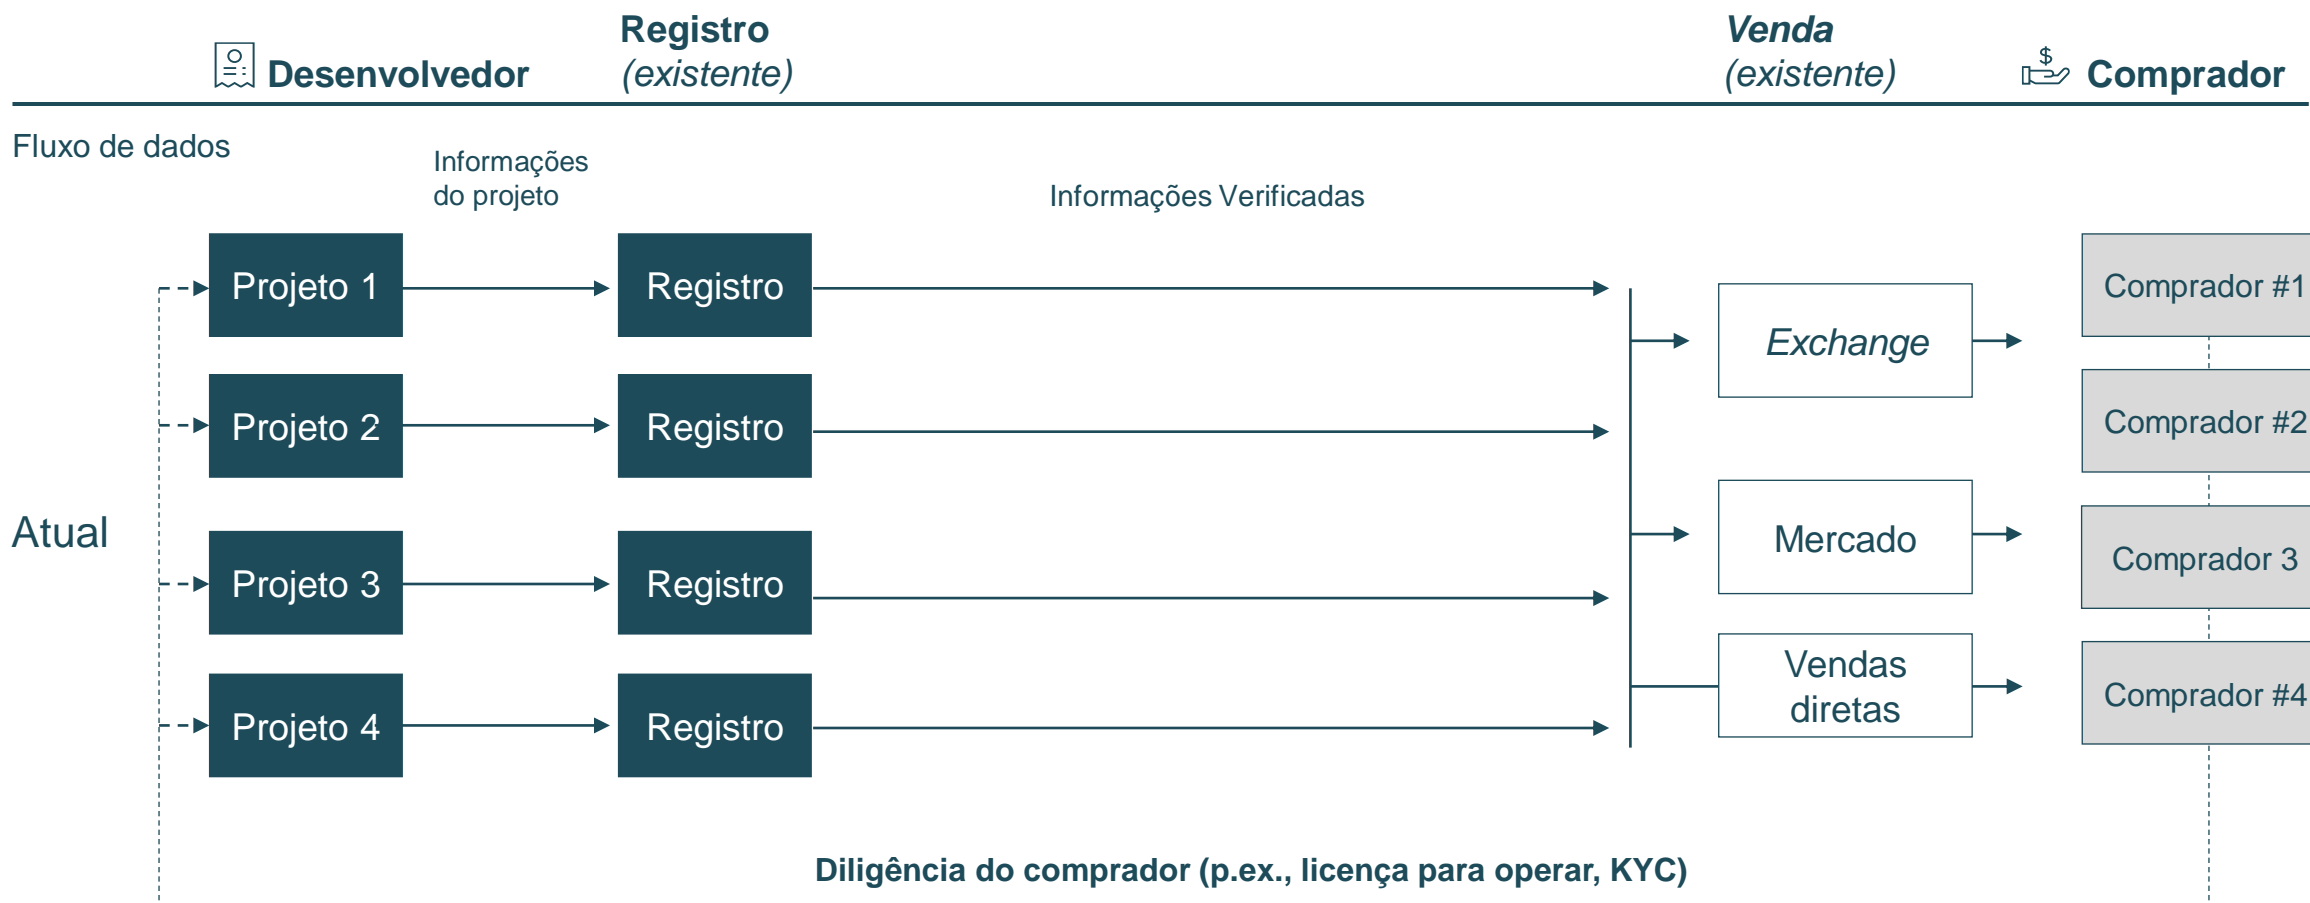 Desenvolvedor
Registro
(existente)
Venda
(existente)
$
Comprador
Fluxo de dados
Informações
do projeto
Informações Verificadas
Projeto 1
Registro
Exchange
Comprador #1
Projeto 2
Registro
Comprador #2
Atual
Projeto 3
Registro
Mercado
Comprador 3
Projeto 4
Registro
Vendas
diretas
Comprador #4
Diligência do comprador (p.ex., licença para operar, KYC)